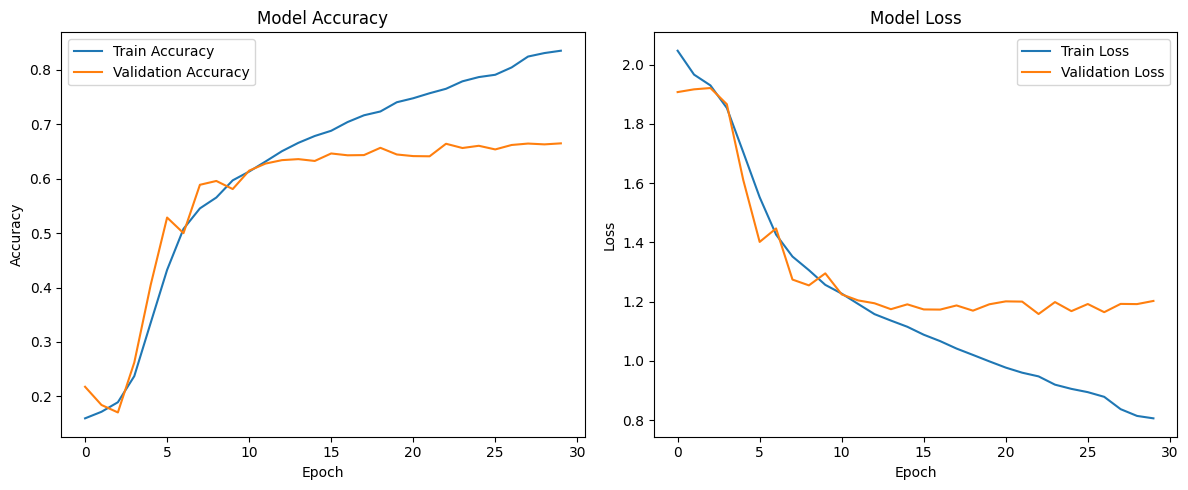 Model Accuracy
Train Accuracy
Validation Accuracy
Accuracy
0.8
0.7
0.6
0.5
0.4
0.3
0.2
0 5 10 15 20 25 30
Epoch
Model Loss
Train Loss
Validation Loss
Loss
2.0
1.8
1.6
1.4
1.2
1.0
0.8
0 5 10 15 20 25 30
Epoch